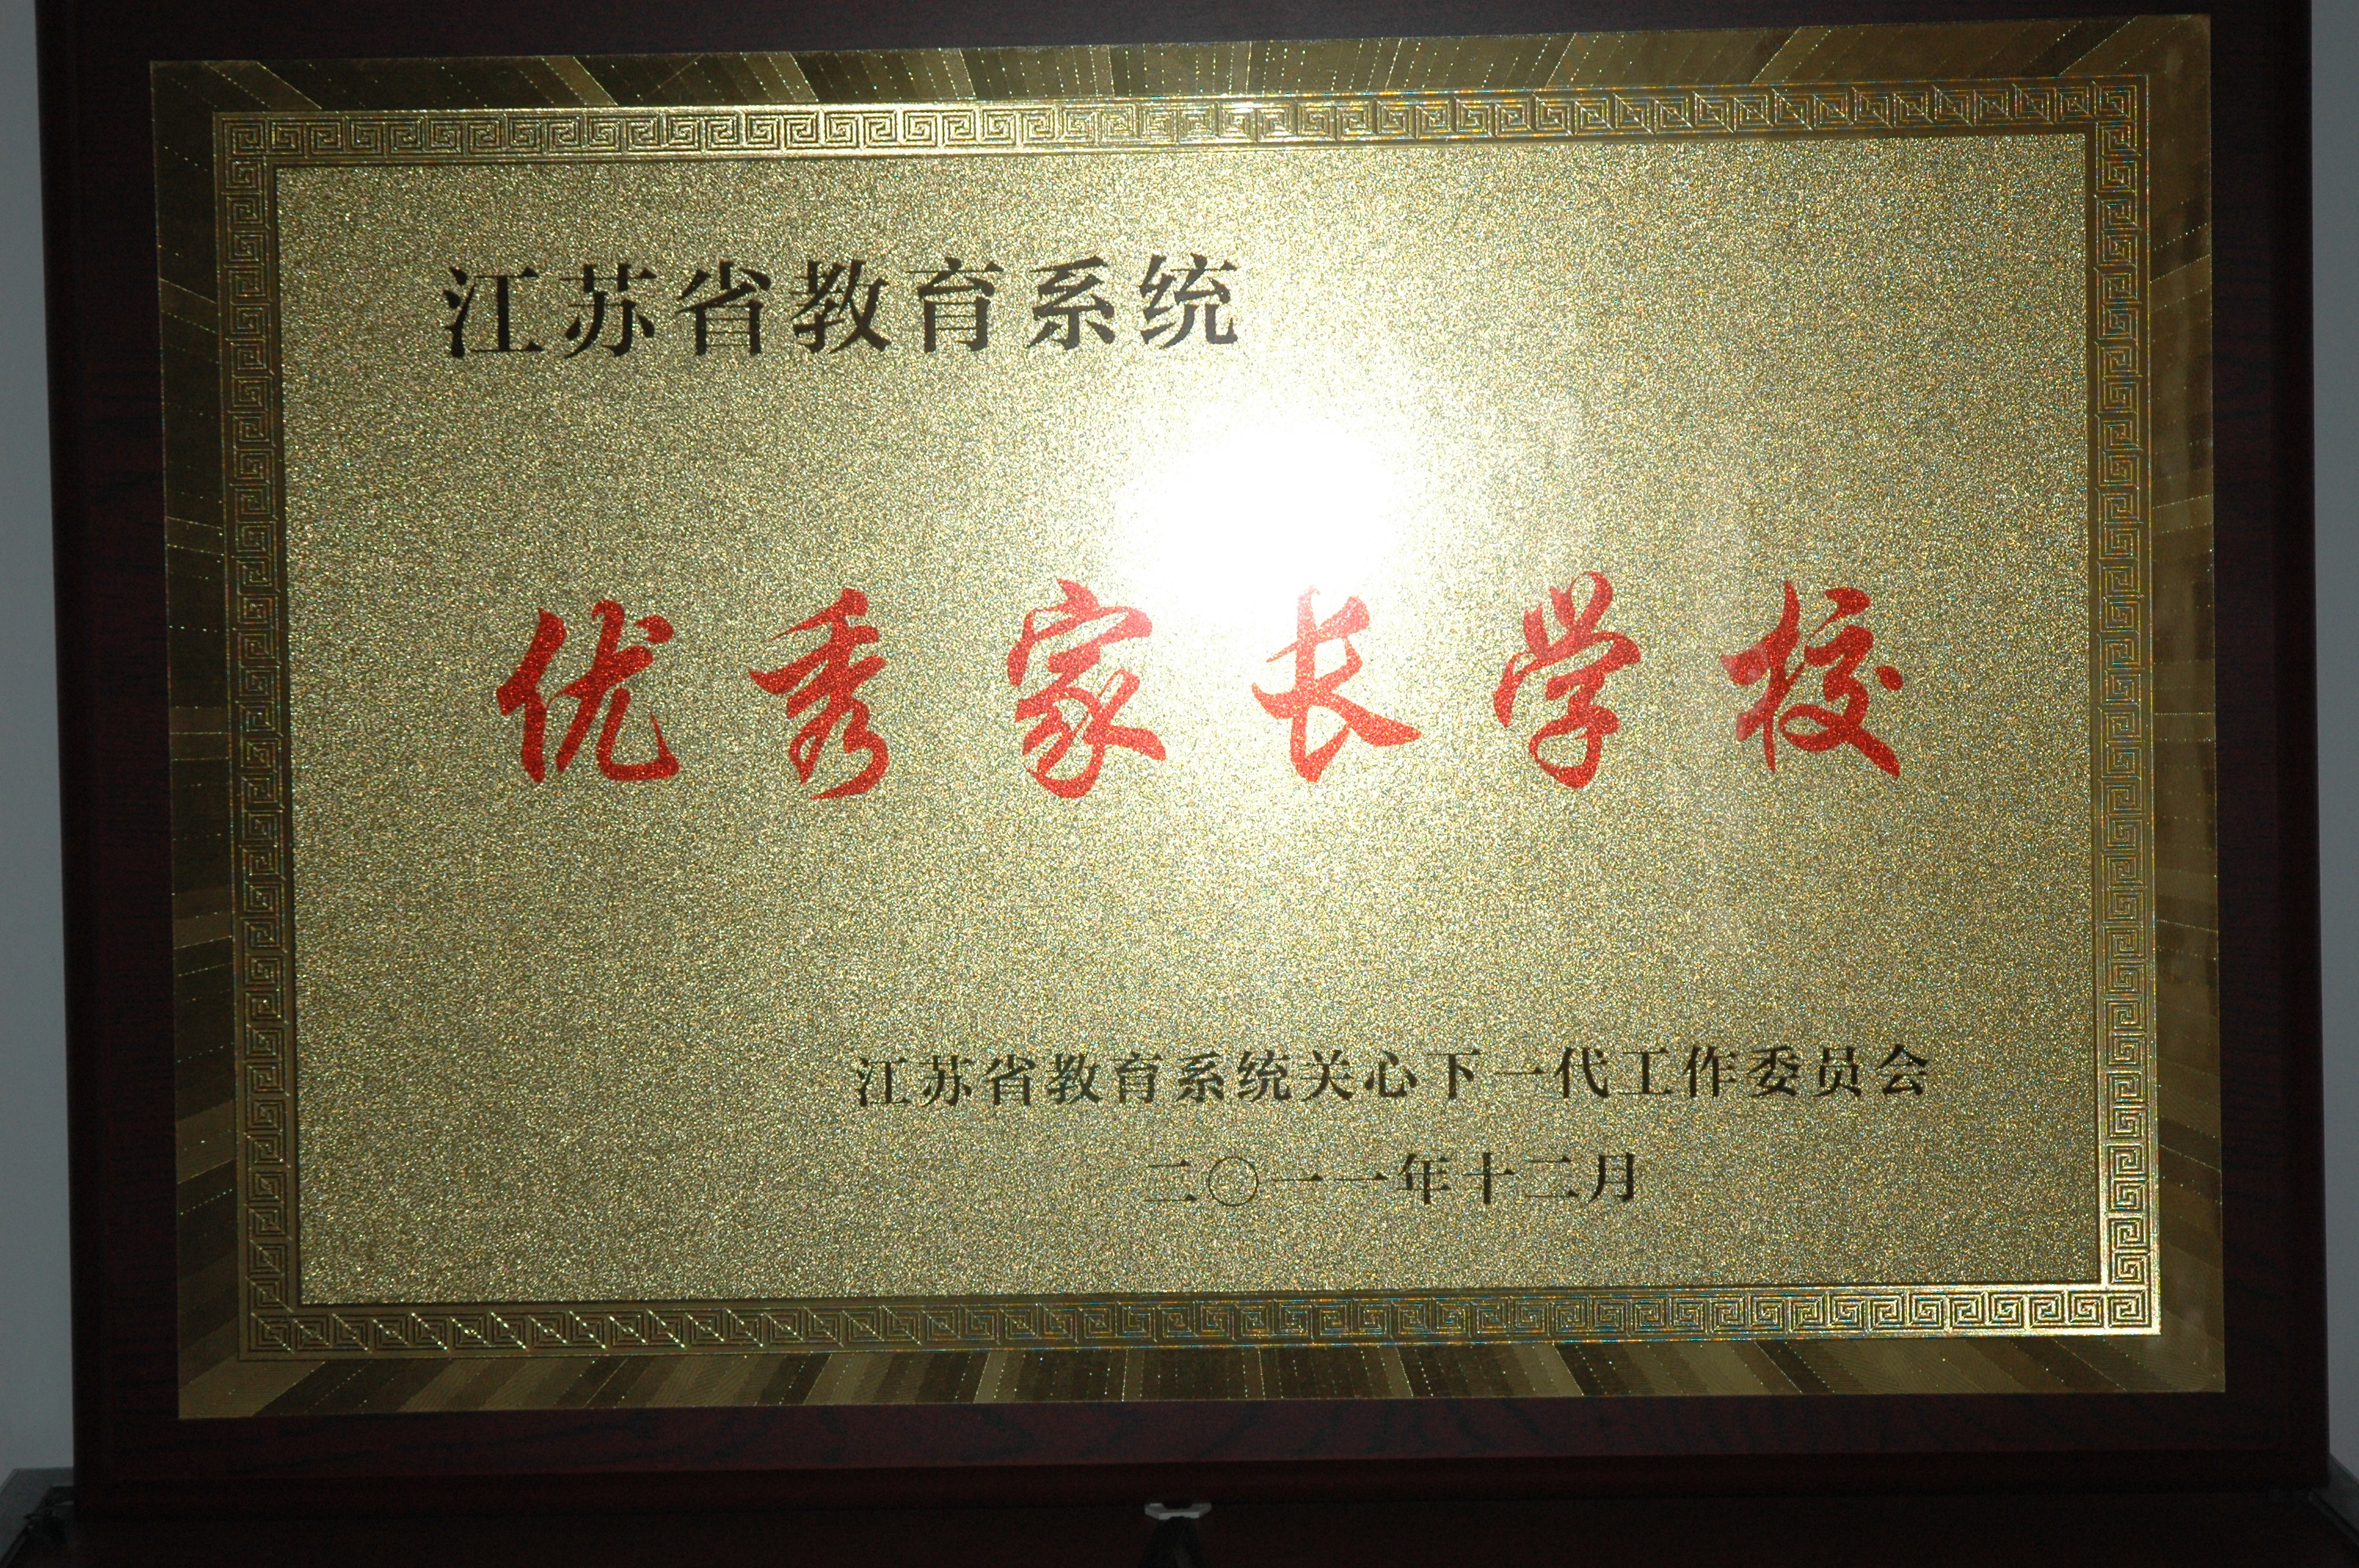 江苏省教育系统
优秀家长学校
江苏省教育系统关心下一代工作委员会
二〇一一年十二月